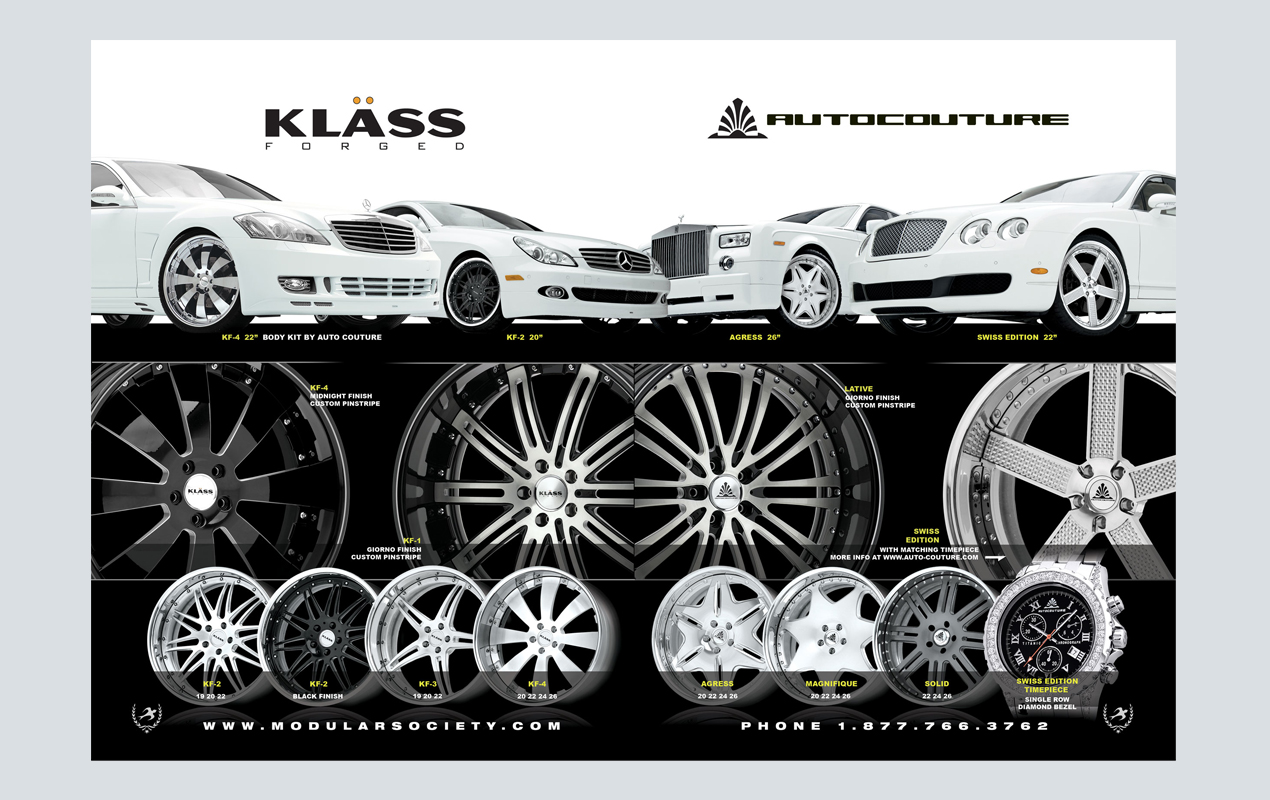 KLÄSS
FORGED
AUTOCOUTURE
KF-4 22" BODY KIT BY AUTO COUTURE
KF-2 20"
AGRESS 26"
SWISS EDITION 22"
KF-4
MIDNIGHT FINISH
CUSTOM PINSTRIPE
LATIVE
GIORNO FINISH
CUSTOM PINSTRIPE
KLÄSS
KLÄSS
KF-1
GIORNO FINISH
CUSTOM PINSTRIPE
SWISS
EDITION
WITH MATCHING TIMEPIECE
MORE INFO AT WWW.AUTO-COUTURE.COM
AUTOCOUTURE
KF-2
19 20 22
KF-2
BLACK FINISH
KF-3
19 20 22
KF-4
20 22 24 26
AGRESS
20 22 24 26
MAGNIFIQUE
20 22 24 26
SOLID
22 24 26
SWISS EDITION
TIMEPIECE
SINGLE ROW
DIAMOND BEZEL
WWW.MODULARSOCIETY.COM
PHONE 1.877.766.3762